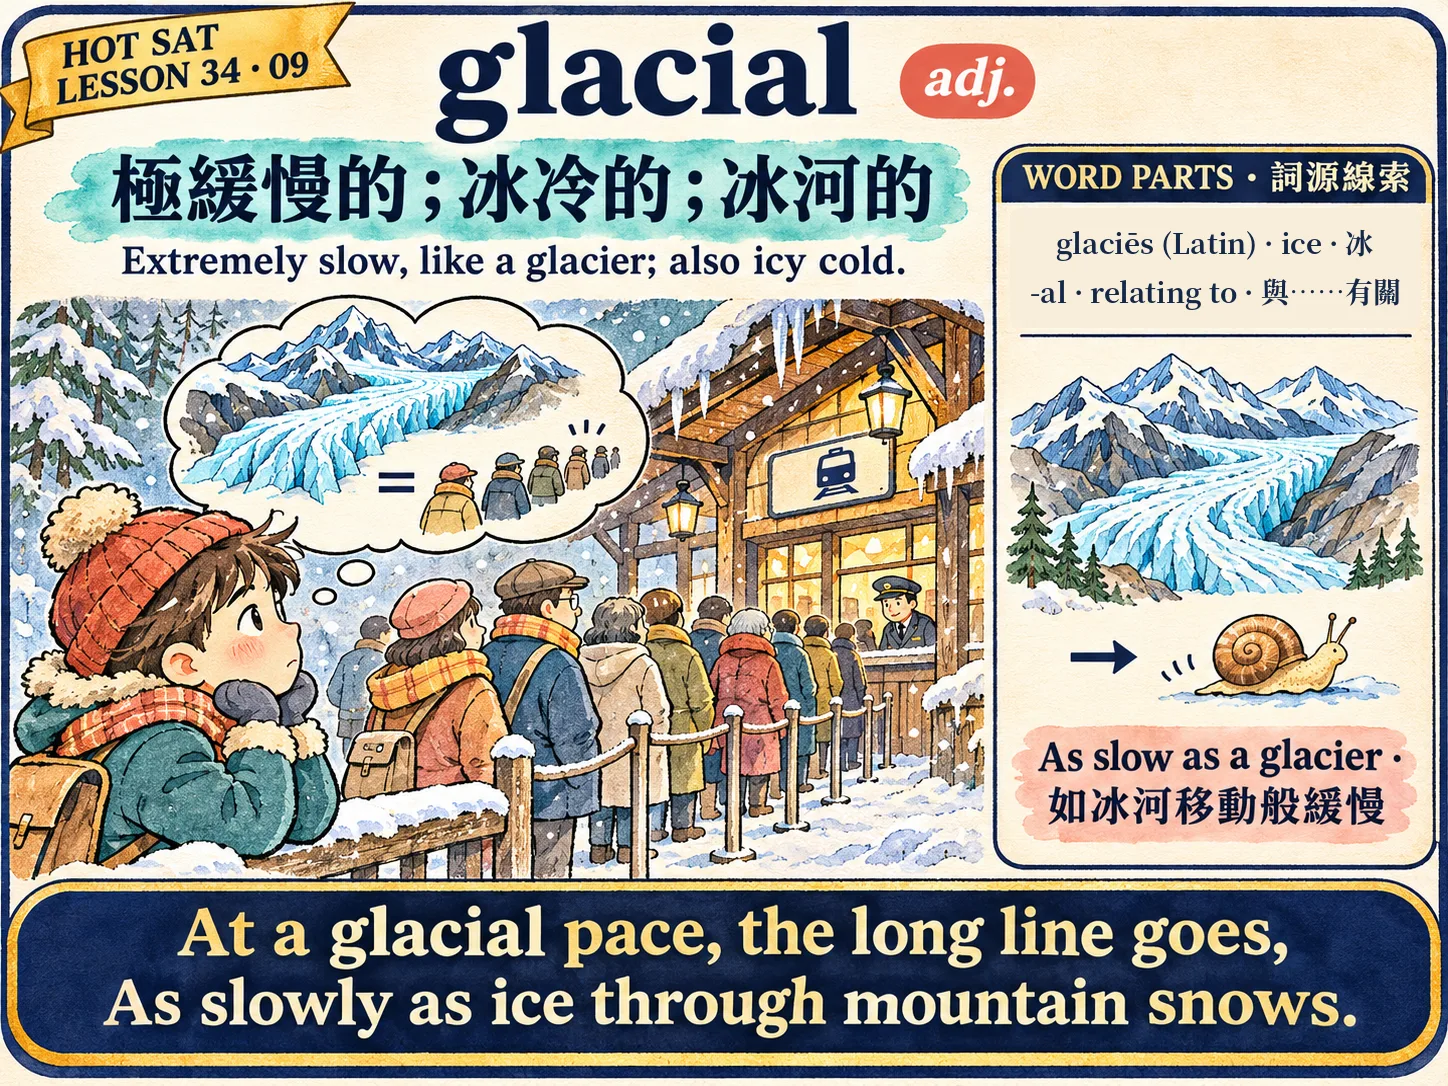 HOT SAT
LESSON 34 · 09
glacial
adj.
極緩慢的；冰冷的；冰河的
Extremely slow, like a glacier; also icy cold.
WORD PARTS · 詞源線索
glaciēs (Latin) · ice · 冰
-al · relating to · 與⋯⋯有關
=
As slow as a glacier ·
如冰河移動般緩慢
At a glacial pace, the long line goes,
As slowly as ice through mountain snows.